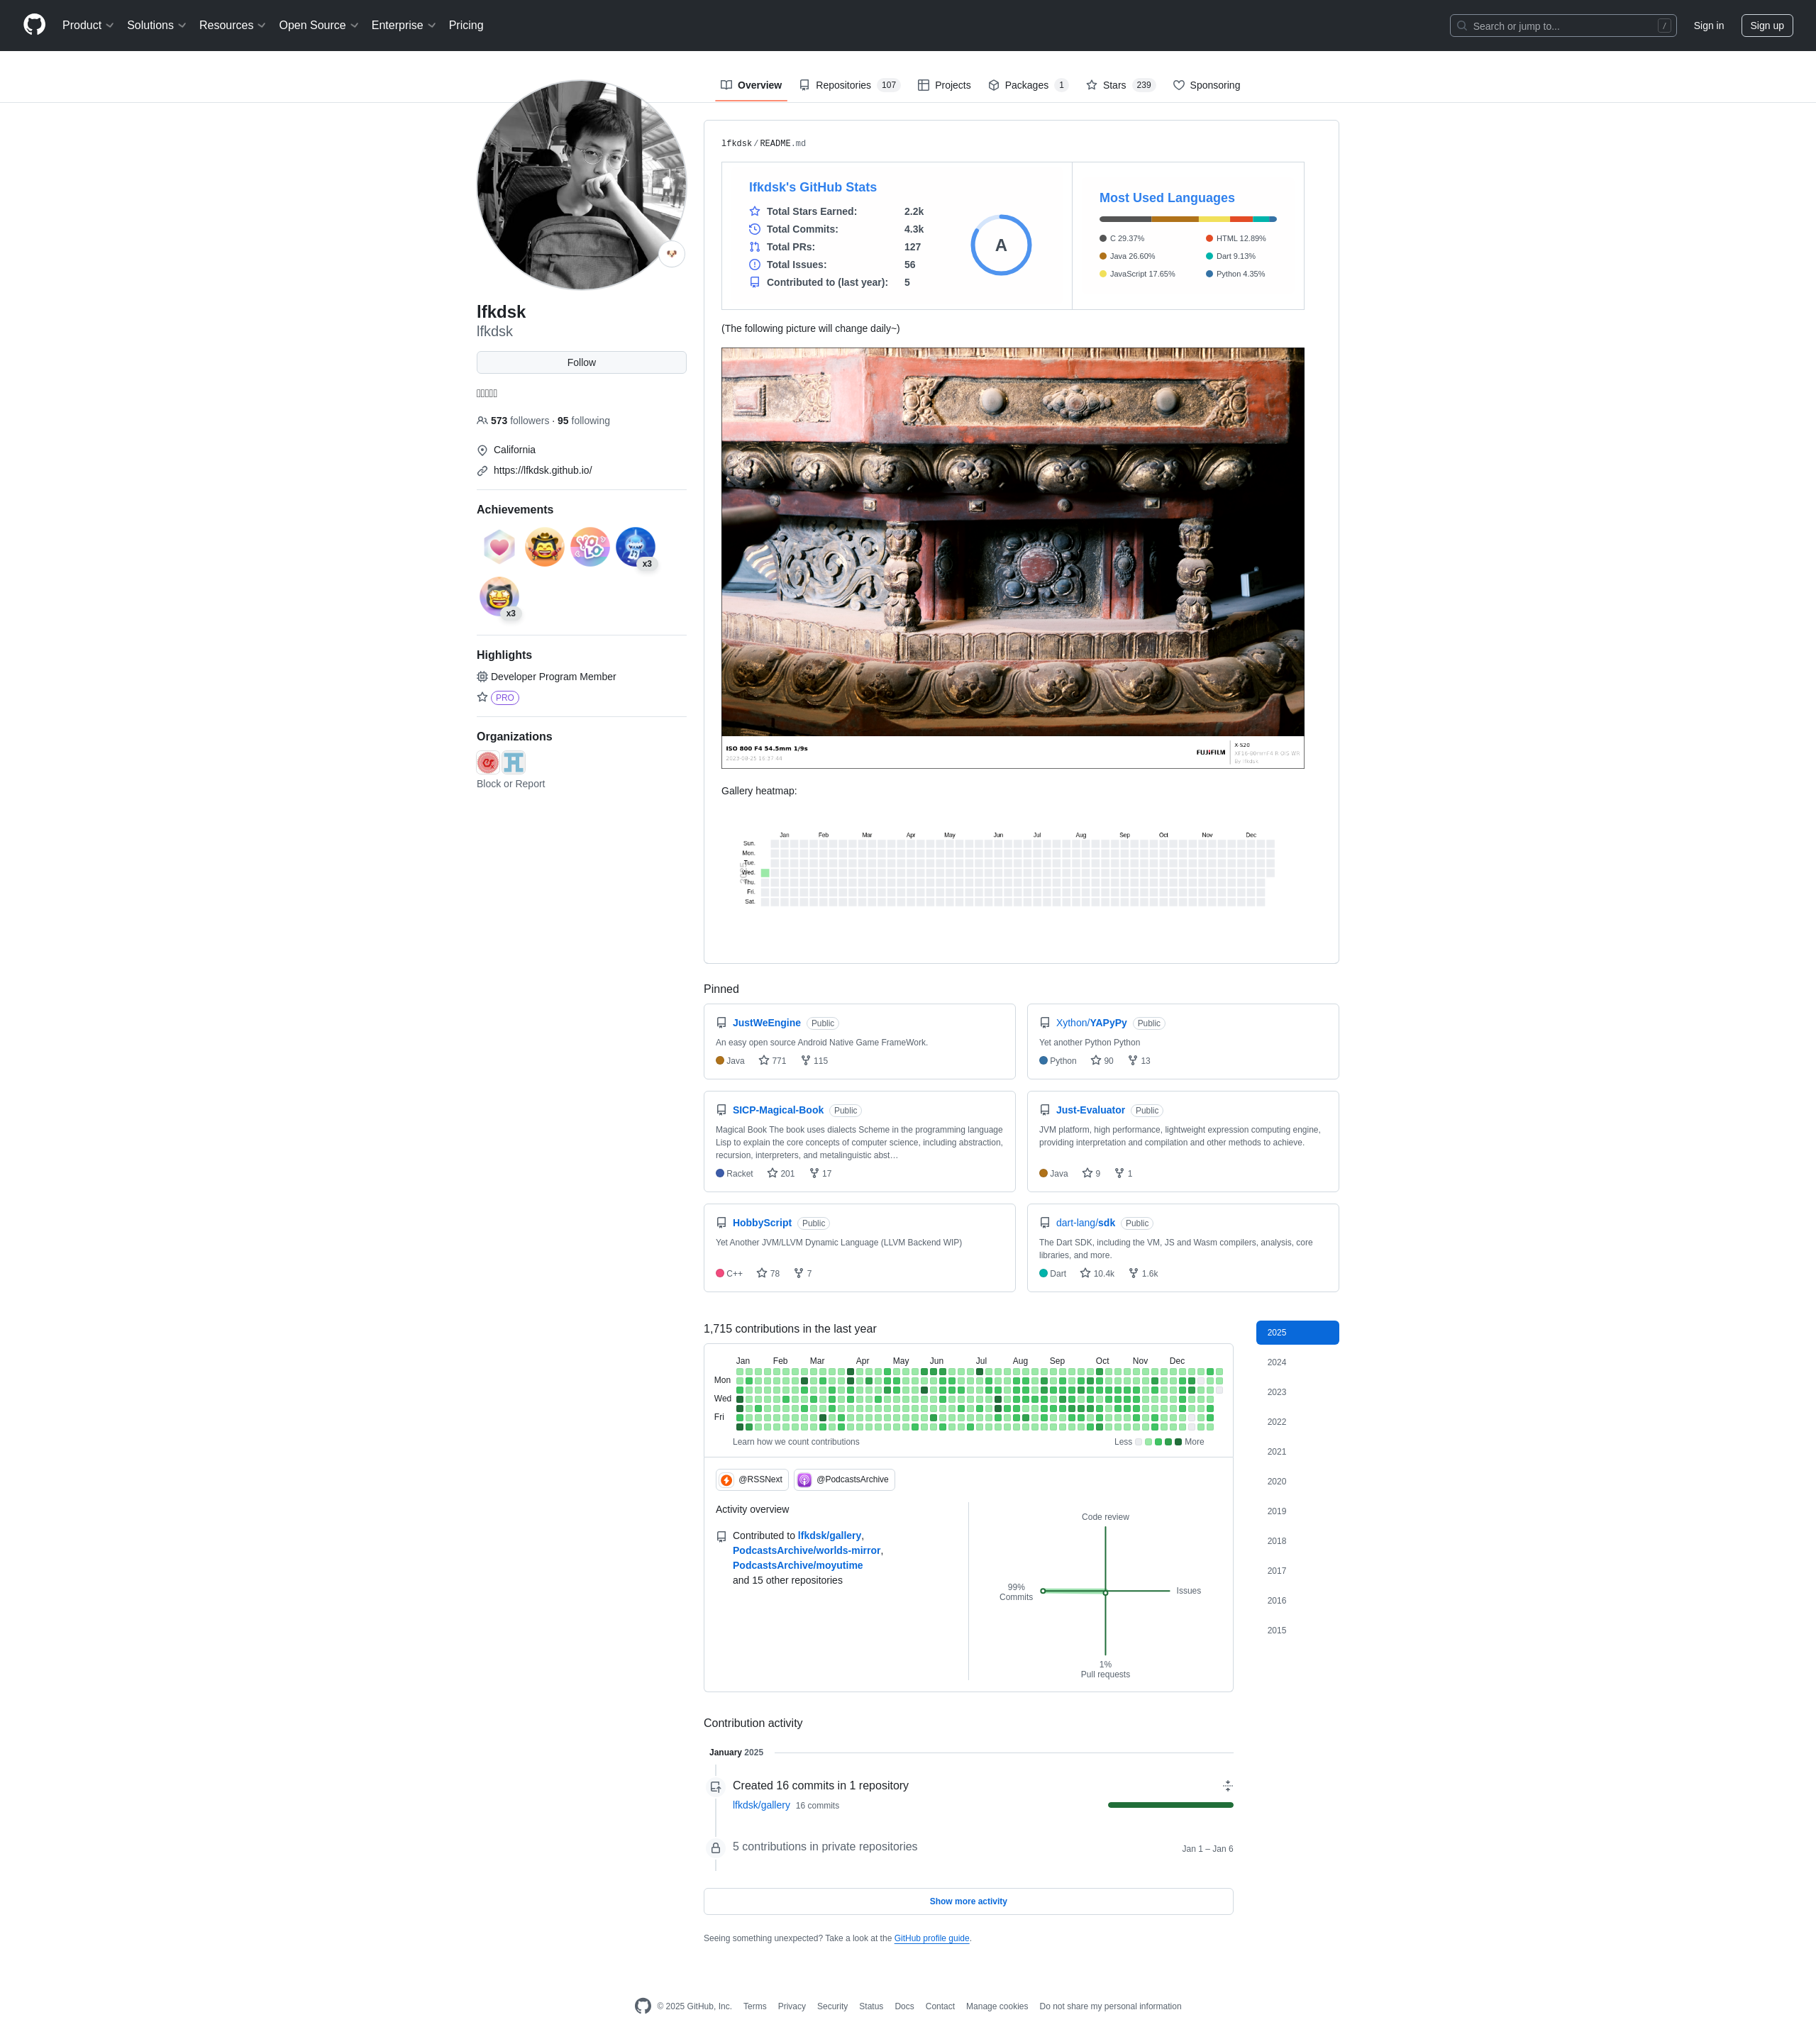 Product
Solutions
Resources
Open Source
Enterprise
Pricing
Search or jump to...
/
Sign in
Sign up
Overview
Repositories 107
Projects
Packages 1
Stars 239
Sponsoring
lfkdsk
lfkdsk
Follow
573 followers · 95 following
California
https://lfkdsk.github.io/
Achievements
YOLO
x3
x3
Highlights
Developer Program Member
PRO
Organizations
Block or Report
lfkdsk / README.md
lfkdsk's GitHub Stats
Total Stars Earned: 2.2k
Total Commits: 4.3k
Total PRs: 127
Total Issues: 56
Contributed to (last year): 5
A
Most Used Languages
C 29.37%
Java 26.60%
JavaScript 17.65%
HTML 12.89%
Dart 9.13%
Python 4.35%
(The following picture will change daily~)
ISO 800 F4 54.5mm 1/9s
FUJIFILM
X-S20
Gallery heatmap:
Jan Feb Mar Apr May Jun Jul Aug Sep Oct Nov Dec
Sun.
Mon.
Tue.
Wed.
Thu.
Fri.
Sat.
Pinned
JustWeEngine Public
An easy open source Android Native Game FrameWork.
Java 771 115
Xython/YAPyPy Public
Yet another Python Python
Python 90 13
SICP-Magical-Book Public
Magical Book The book uses dialects Scheme in the programming language
Lisp to explain the core concepts of computer science, including abstraction,
recursion, interpreters, and metalinguistic abst…
Racket 201 17
Just-Evaluator Public
JVM platform, high performance, lightweight expression computing engine,
providing interpretation and compilation and other methods to achieve.
Java 9 1
HobbyScript Public
Yet Another JVM/LLVM Dynamic Language (LLVM Backend WIP)
C++ 78 7
dart-lang/sdk Public
The Dart SDK, including the VM, JS and Wasm compilers, analysis, core
libraries, and more.
Dart 10.4k 1.6k
1,715 contributions in the last year
Jan Feb Mar Apr May Jun Jul Aug Sep Oct Nov Dec
Mon
Wed
Fri
Learn how we count contributions
Less
More
@RSSNext
@PodcastsArchive
Activity overview
Contributed to lfkdsk/gallery,
PodcastsArchive/worlds-mirror,
PodcastsArchive/moyutime
and 15 other repositories
Code review
99%
Commits
Issues
1%
Pull requests
2025
2024
2023
2022
2021
2020
2019
2018
2017
2016
2015
Contribution activity
January 2025
Created 16 commits in 1 repository
lfkdsk/gallery 16 commits
5 contributions in private repositories
Jan 1 – Jan 6
Show more activity
Seeing something unexpected? Take a look at the GitHub profile guide.
© 2025 GitHub, Inc.
Terms
Privacy
Security
Status
Docs
Contact
Manage cookies
Do not share my personal information